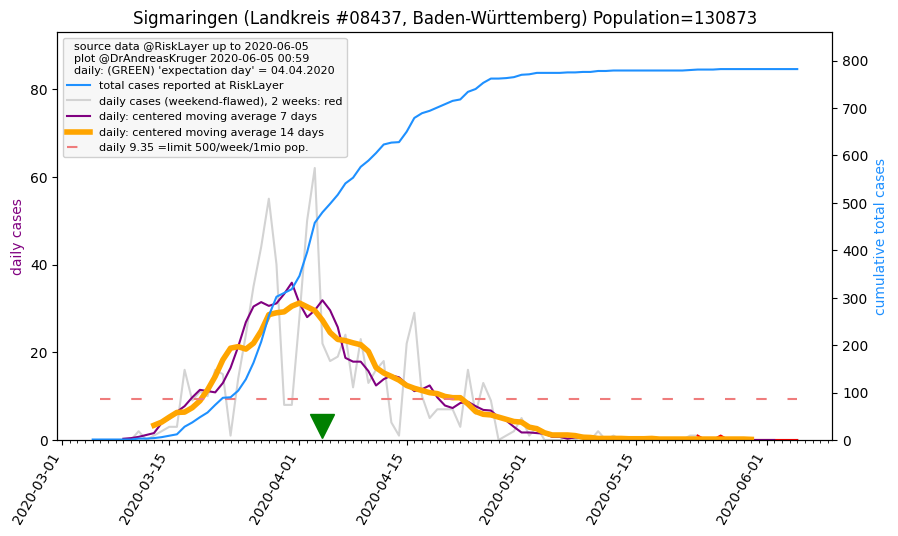 Sigmaringen (Landkreis #08437, Baden-Württemberg) Population=130873
source data @RiskLayer up to 2020-06-05
plot @DrAndreasKruger 2020-06-05 00:59
daily: (GREEN) 'expectation day' = 04.04.2020
total cases reported at RiskLayer
daily cases (weekend-flawed), 2 weeks: red
daily: centered moving average 7 days
daily: centered moving average 14 days
daily 9.35 =limit 500/week/1mio pop.
daily cases
80
60
40
20
0
cumulative total cases
800
700
600
500
400
300
200
100
0
2020-03-01
2020-03-15
2020-04-01
2020-04-15
2020-05-01
2020-05-15
2020-06-01